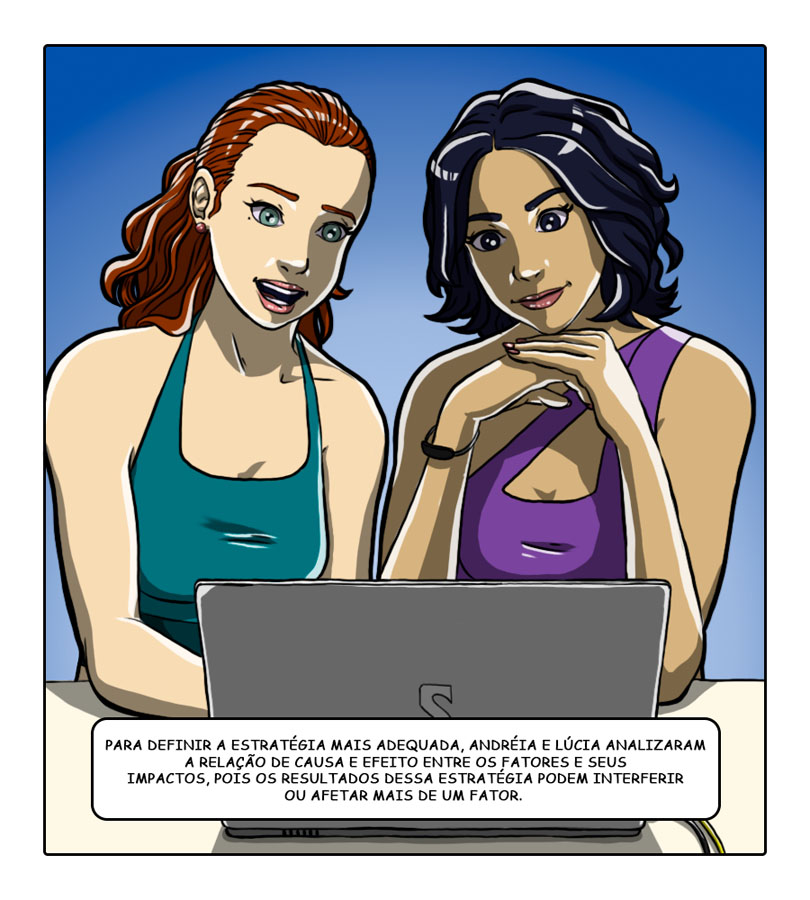 PARA DEFINIR A ESTRATÉGIA MAIS ADEQUADA, ANDRÉIA E LÚCIA ANALIZARAM
A RELAÇÃO DE CAUSA E EFEITO ENTRE OS FATORES E SEUS
IMPACTOS, POIS OS RESULTADOS DESSA ESTRATÉGIA PODEM INTERFERIR
OU AFETAR MAIS DE UM FATOR.